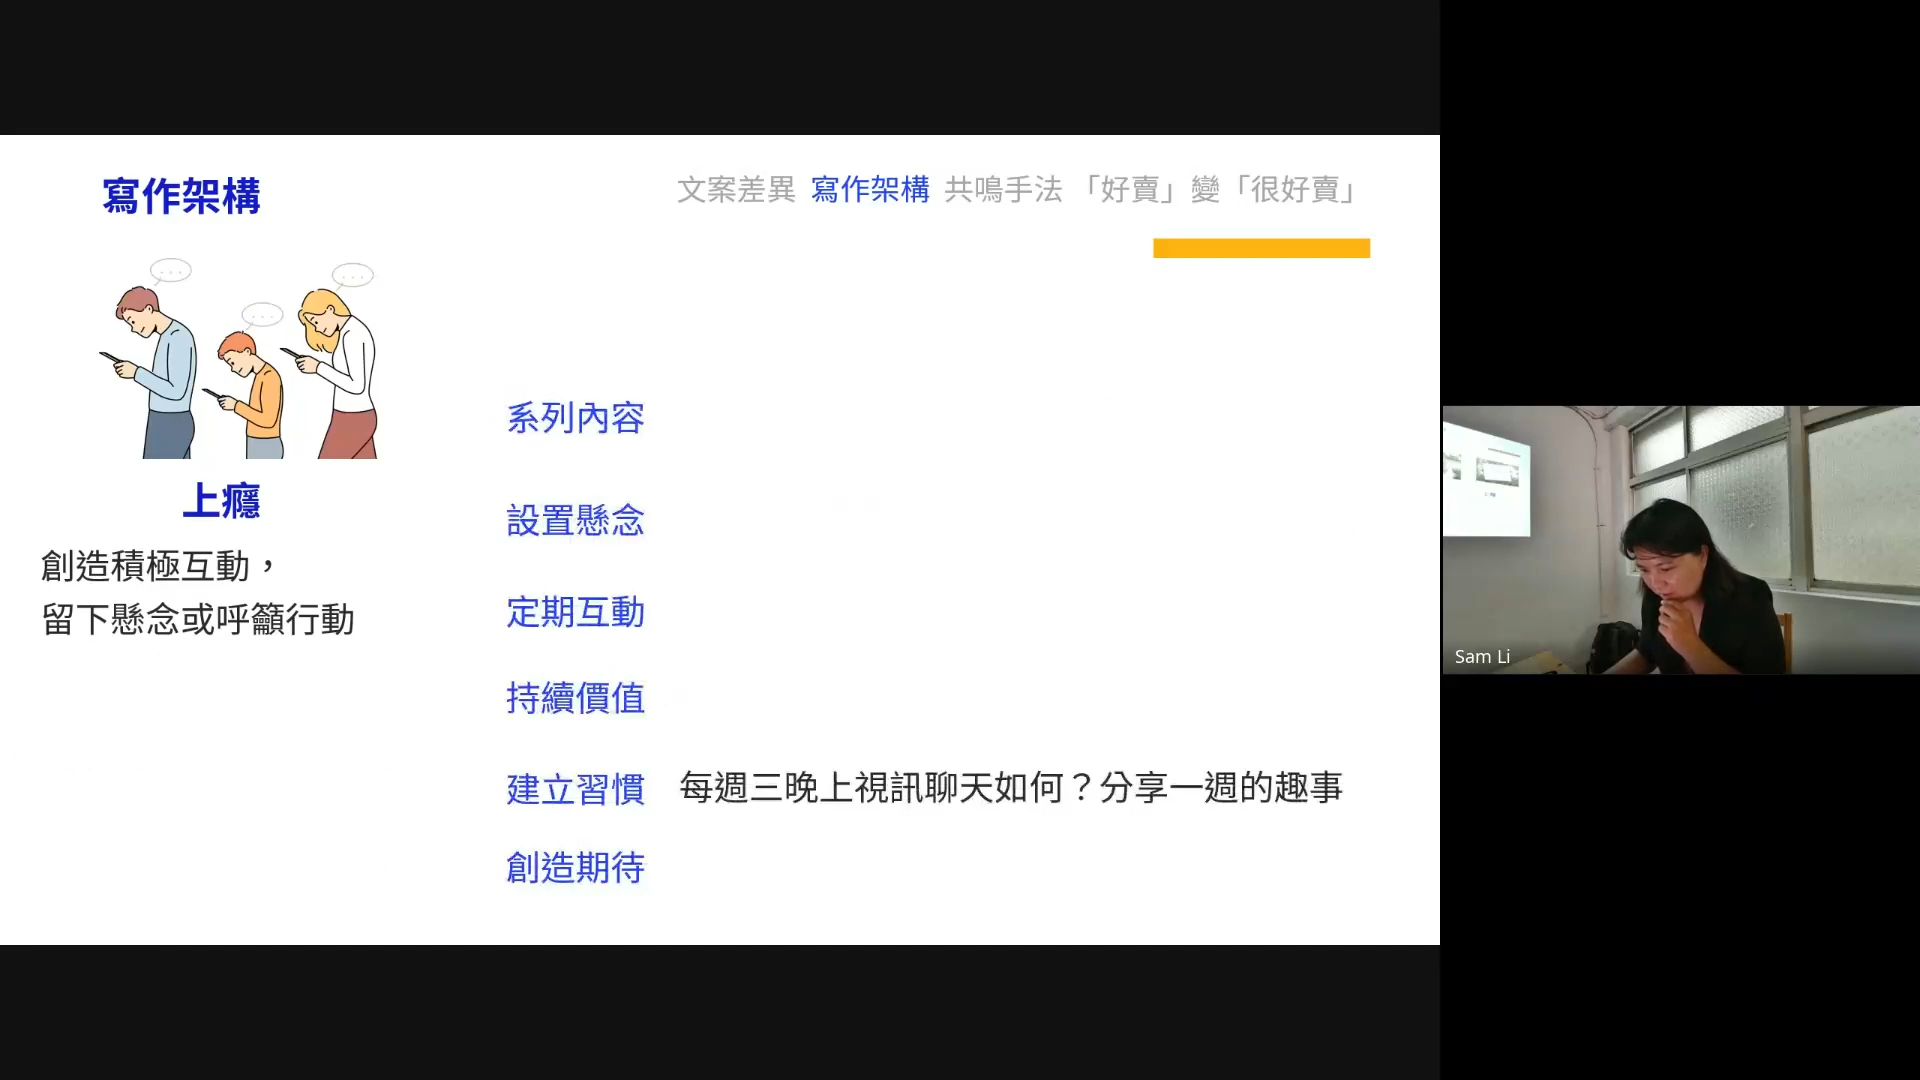 寫作架構
文案差異 寫作架構 共鳴手法 「好賣」變「很好賣」
上癮
創造積極互動，
留下懸念或呼籲行動
系列內容
設置懸念
定期互動
持續價值
建立習慣 每週三晚上視訊聊天如何？分享一週的趣事
創造期待
Sam Li